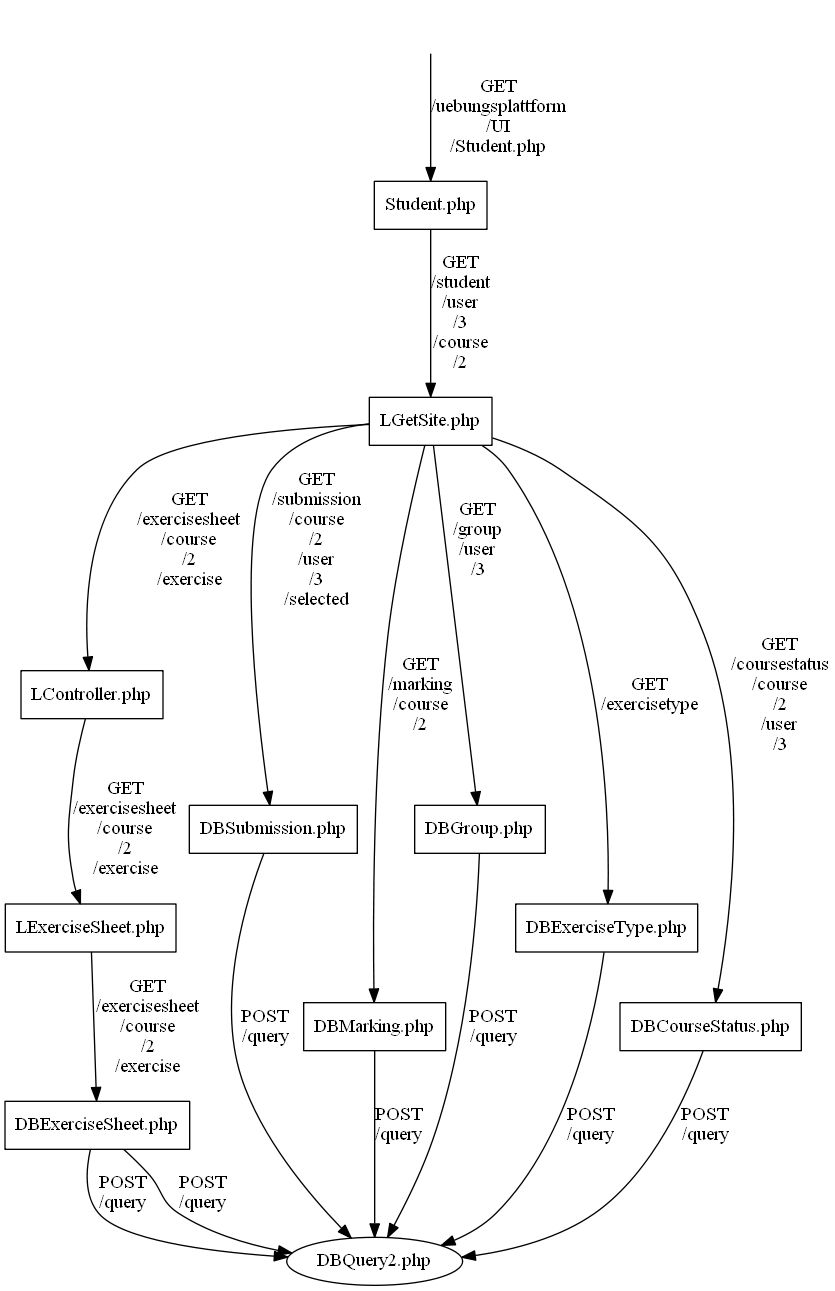 GET
/uebungsplattform
/UI
/Student.php
Student.php
GET
/student
/user
/3
/course
/2
LGetSite.php
GET
/exercisesheet
/course
/2
/exercise
GET
/submission
/course
/2
/user
/3
/selected
GET
/group
/user
/3
GET
/marking
/course
/2
GET
/exercisetype
GET
/coursestatus
/course
/2
/user
/3
LController.php
GET
/exercisesheet
/course
/2
/exercise
DBSubmission.php
DBGroup.php
LExerciseSheet.php
DBExerciseType.php
GET
/exercisesheet
/course
/2
/exercise
POST
/query
DBMarking.php
POST
/query
DBCourseStatus.php
DBExerciseSheet.php
POST
/query
POST
/query
POST
/query
POST
/query
POST
/query
DBQuery2.php